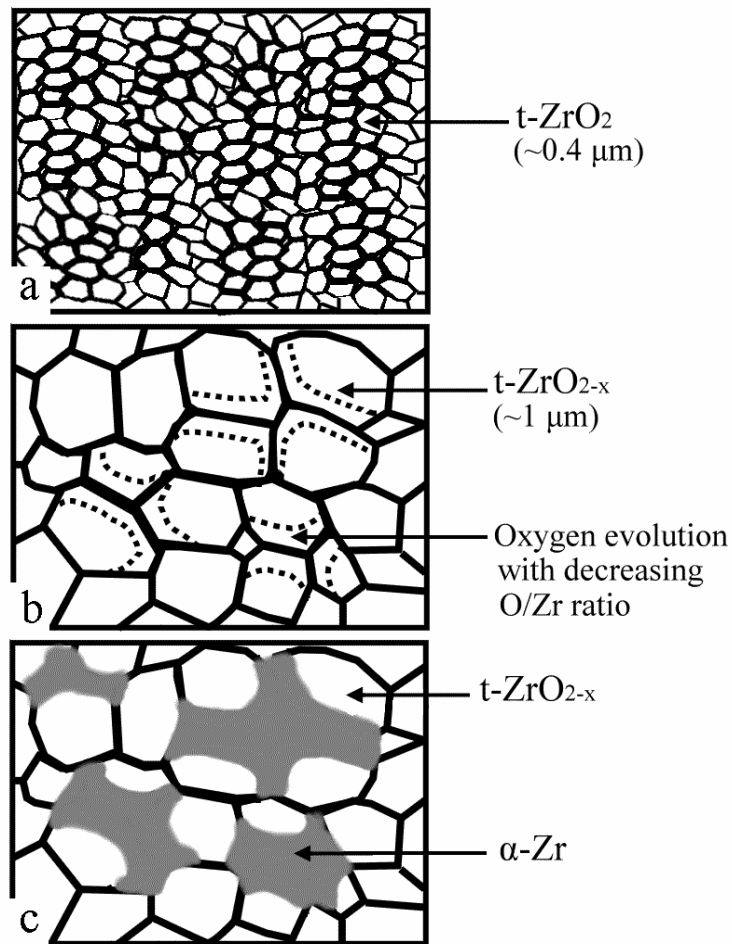 t-ZrO2
(~0.4 μm)
a
t-ZrO2-x
(~1 μm)
Oxygen evolution
with decreasing
O/Zr ratio
b
t-ZrO2-x
α-Zr
c